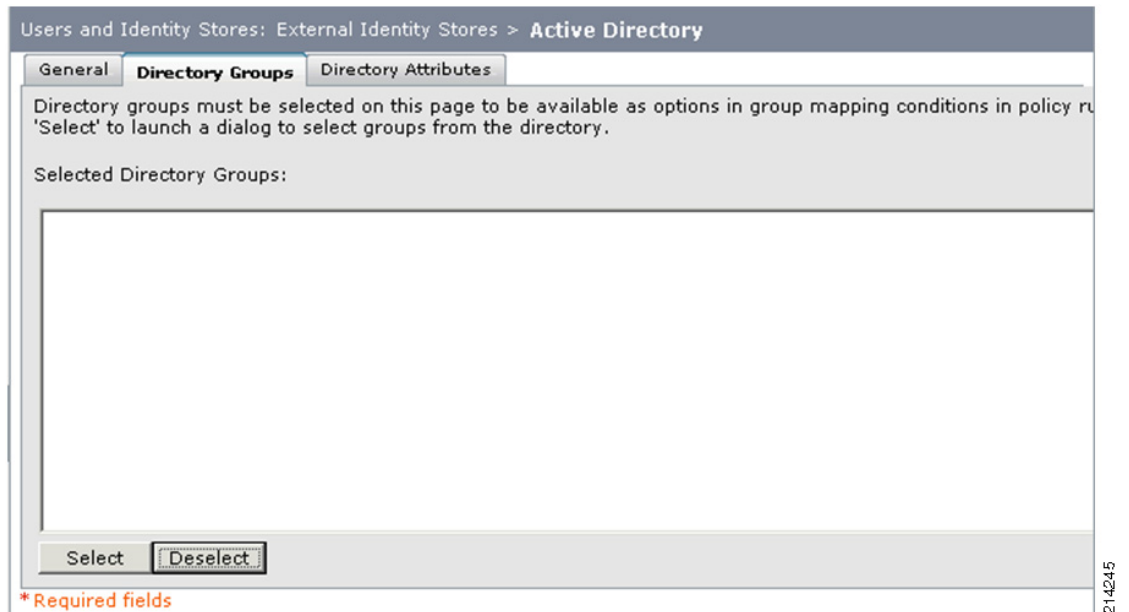 Users and Identity Stores: External Identity Stores > Active Directory
General Directory Groups Directory Attributes
Directory groups must be selected on this page to be available as options in group mapping conditions in policy
'Select' to launch a dialog to select groups from the directory.
Selected Directory Groups:
Select Deselect
*Required fields
214245